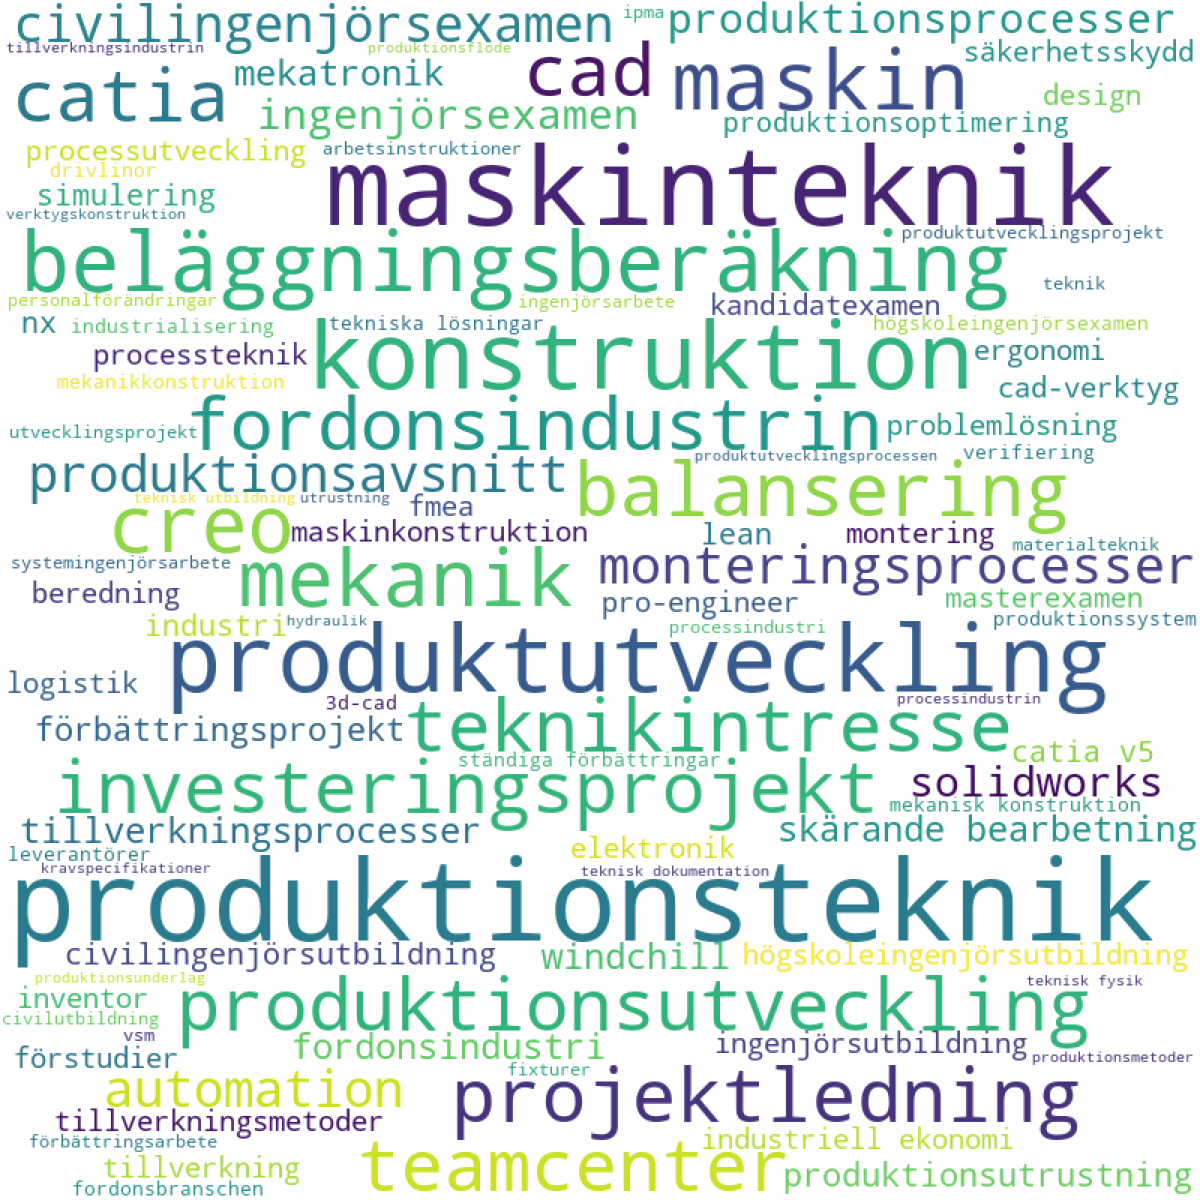 civilingenjörsexamen
ipma
produktionsprocesser
tillverkningsindustrin
produktionsflöde
säkerhetsskydd
catia
mekatronik
cad
maskin
design
ingenjörsexamen
produktionsoptimering
processutveckling
arbetsinstruktioner
drivlinor
maskinteknik
simulering
verktygskonstruktion
beläggningsberäkning
produktutvecklingsprojekt
teknik
personalförändringar
ingenjörsarbete
kandidatexamen
nx
industrialisering
tekniska lösningar
högskoleingenjörsexamen
processteknik
konstruktion
ergonomi
mekanikkonstruktion
cad-verktyg
utvecklingsprojekt
fordonsindustrin
problemlösning
produktionsavsnitt
produktutvecklingsprocessen
verifiering
balansering
teknisk utbildning
utrustning
fmea
creo
maskinkonstruktion
lean
montering
materialteknik
systemingenjörsarbete
mekanik
monteringsprocesser
beredning
pro-engineer
masterexamen
industri
hydraulik
processindustri
produktionssystem
produktutveckling
logistik
3d-cad
processindustrin
förbättringsprojekt
teknikintresse
ständiga förbättringar
catia v5
investeringsprojekt
solidworks
mekanisk konstruktion
tillverkningsprocesser
skärande bearbetning
leverantörer
elektronik
kravspecifikationer
teknisk dokumentation
produktionsteknik
civilingenjörsutbildning
windchill
högskoleingenjörsutbildning
produktionsunderlag
teknisk fysik
inventor
produktionsutveckling
civilutbildning
vsm
fordonsindustri
ingenjörsutbildning
förstudier
produktionsmetoder
fixturer
automation
projektledning
tillverkningsmetoder
förbättringsarbete
industriell ekonomi
tillverkning
teamcenter
produktionsutrustning
fordonsbranschen